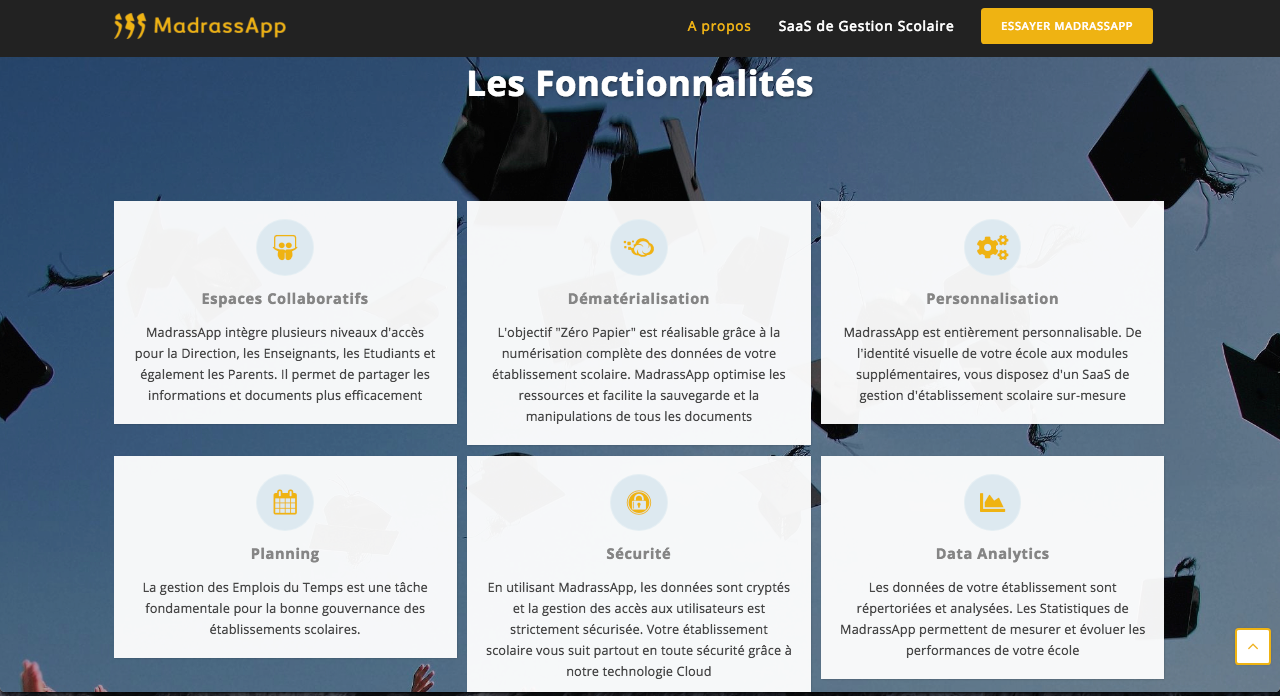 MadrassApp
A propos
SaaS de Gestion Scolaire
ESSAYER MADRASSAPP
Les Fonctionnalités
Espaces Collaboratifs
MadrassApp intègre plusieurs niveaux d'accès
pour la Direction, les Enseignants, les Etudiants et
également les Parents. Il permet de partager les
informations et documents plus efficacement
Dématérialisation
L'objectif "Zéro Papier" est réalisable grâce à la
numérisation complète des données de votre
établissement scolaire. MadrassApp optimise les
ressources et facilite la sauvegarde et la
manipulations de tous les documents
Personnalisation
MadrassApp est entièrement personnalisable. De
l'identité visuelle de votre école aux modules
supplémentaires, vous disposez d'un SaaS de
gestion d'établissement scolaire sur-mesure
Planning
La gestion des Emplois du Temps est une tâche
fondamentale pour la bonne gouvernance des
établissements scolaires.
Sécurité
En utilisant MadrassApp, les données sont cryptés
et la gestion des accès aux utilisateurs est
strictement sécurisée. Votre établissement
scolaire vous suit partout en toute sécurité grâce à
notre technologie Cloud
Data Analytics
Les données de votre établissement sont
répertoriées et analysées. Les Statistiques de
MadrassApp permettent de mesurer et évoluer les
performances de votre école